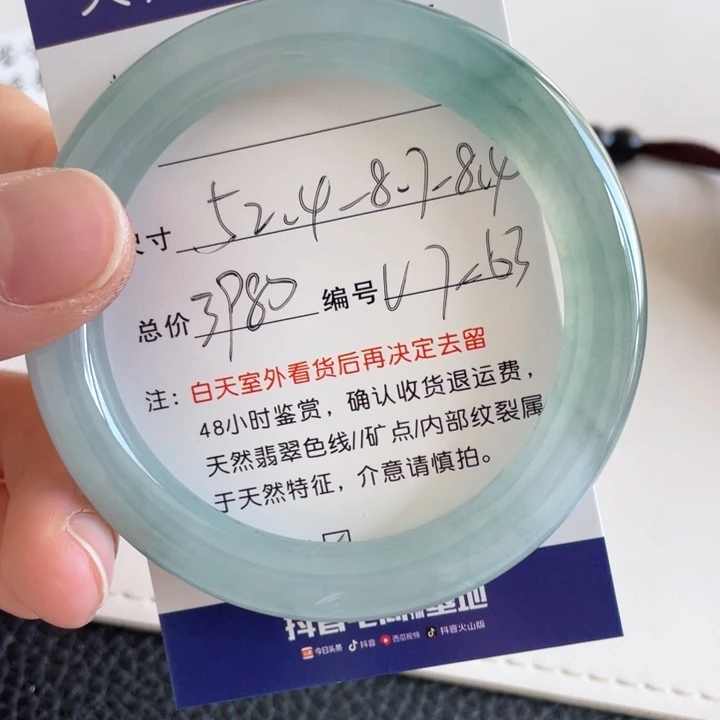 尺寸 52.4-8.7-8.4
总价 3980 编号 V7-63
注：白天室外看货后再决定去留
48小时鉴赏，确认收货退运费，
天然翡翠色线//矿点/内部纹裂属
于天然特征，介意请慎拍。
今日头条 抖音 西瓜视频 抖音火山版